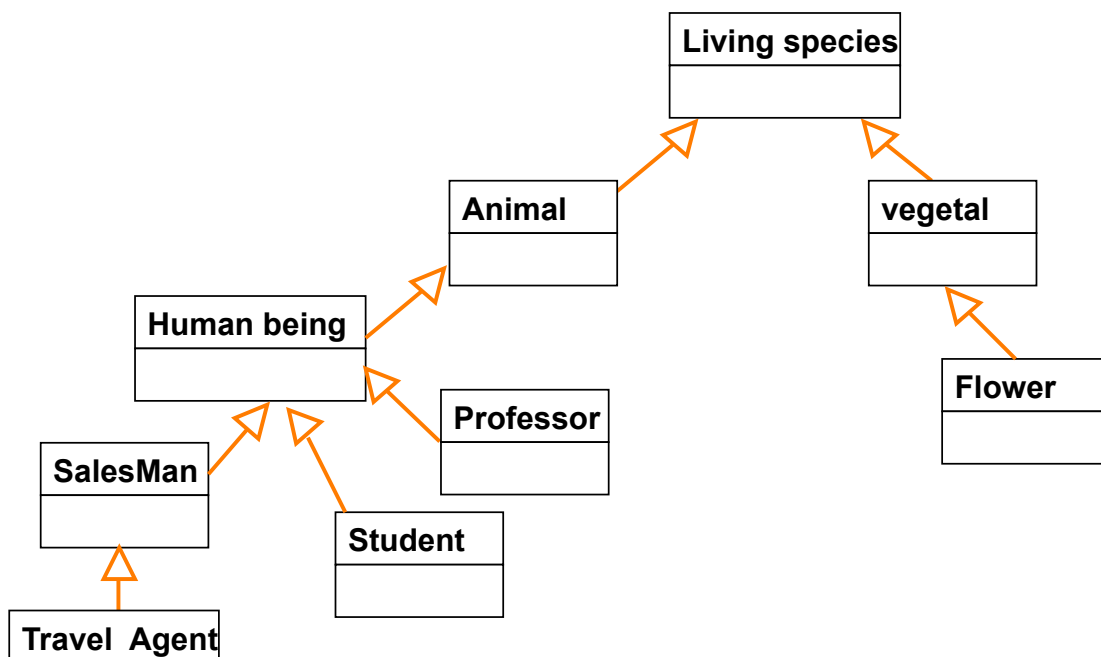 Living species
Animal
vegetal
Human being
Flower
Professor
SalesMan
Student
Travel Agent